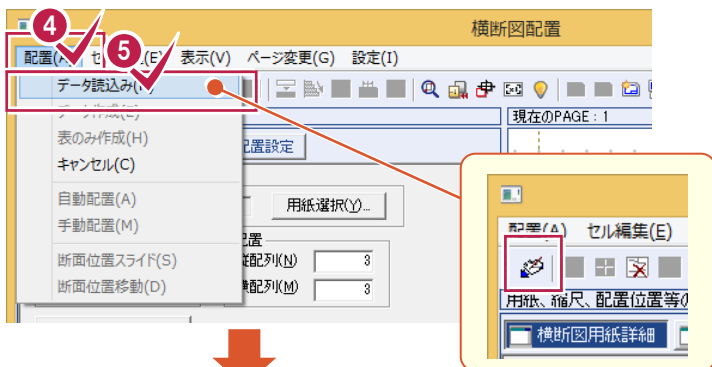 横断図配置
4
5
配置(A) 表示(V) ページ変更(G) 設定(I)
データ読込み
現在のPAGE : 1
表のみ作成(H)
配置設定
キャンセル(C)
自動配置(A)
用紙選択(Y)...
手動配置(M)
配置
断面位置スライド(S)
縦配列(N) 3
断面位置移動(D)
横配列(M) 3
配置(A) セル編集(E)
用紙、縮尺、配置位置等の
横断図用紙詳細